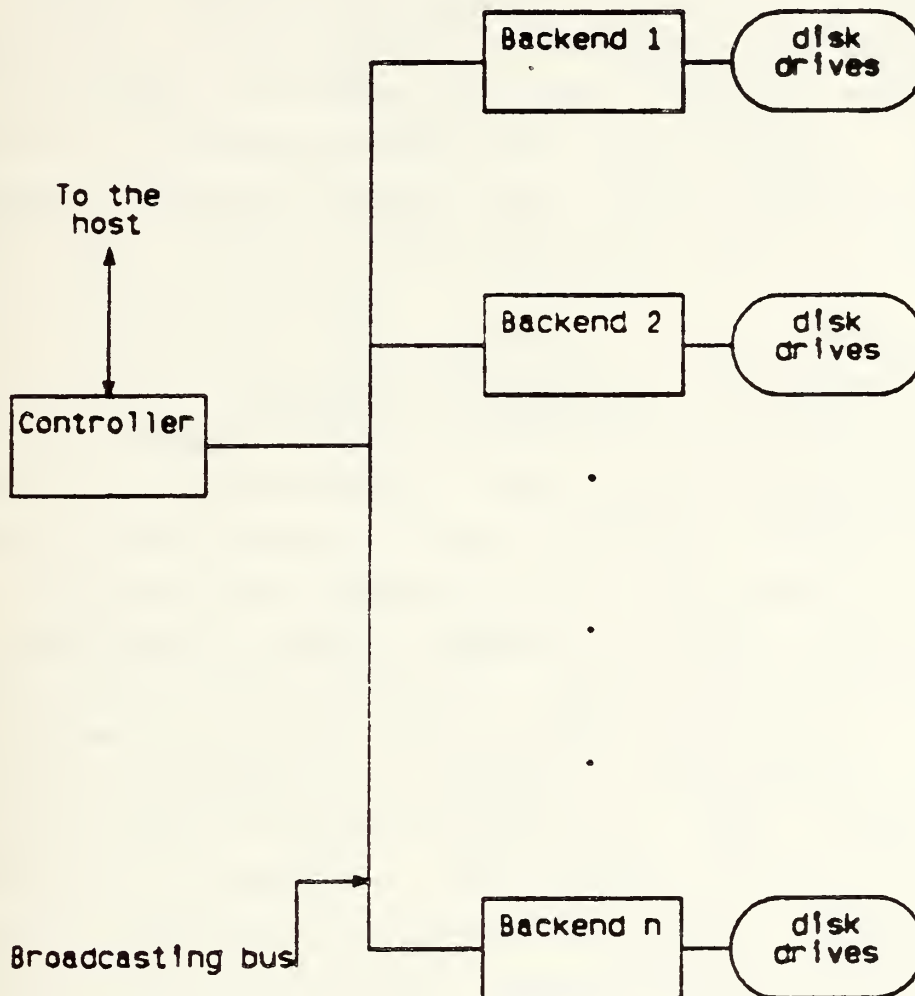 Backend 1
disk
drives
To the
host
Backend 2
disk
drives
Controller
Backend n
disk
drives
Broadcasting bus